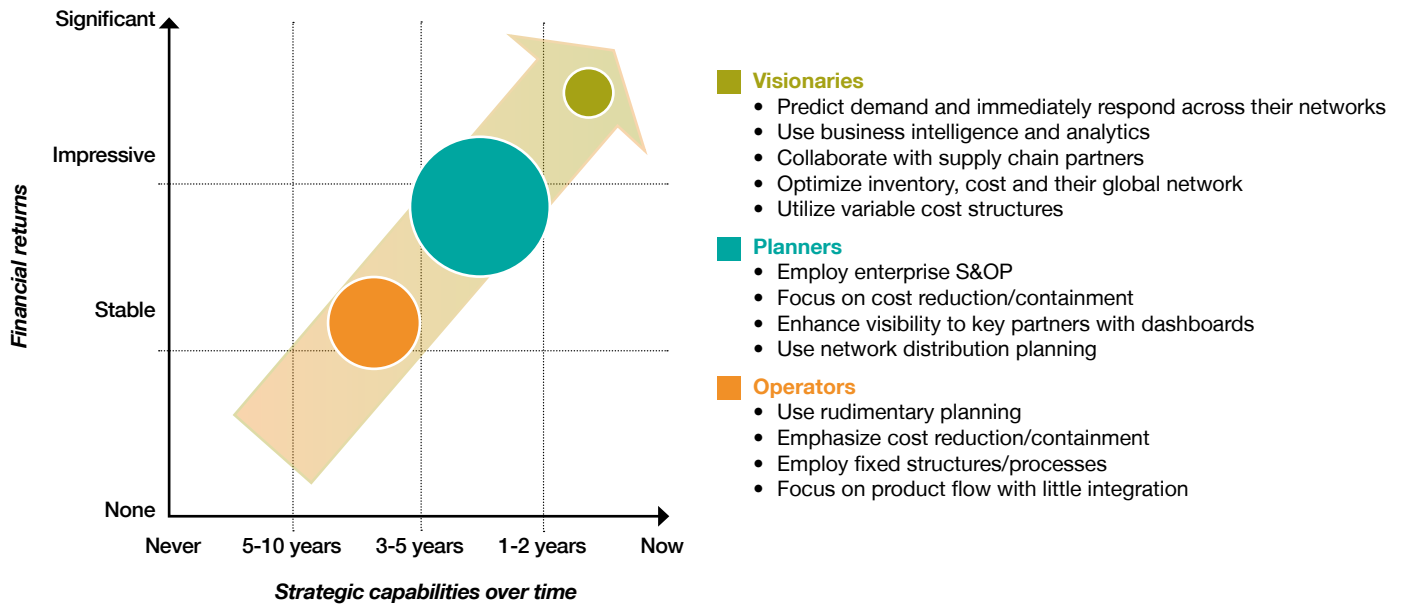 Significant
Impressive
Stable
None
Financial returns
Never
5-10 years
3-5 years
1-2 years
Now
Strategic capabilities over time
Visionaries
• Predict demand and immediately respond across their networks
• Use business intelligence and analytics
• Collaborate with supply chain partners
• Optimize inventory, cost and their global network
• Utilize variable cost structures
Planners
• Employ enterprise S&OP
• Focus on cost reduction/containment
• Enhance visibility to key partners with dashboards
• Use network distribution planning
Operators
• Use rudimentary planning
• Emphasize cost reduction/containment
• Employ fixed structures/processes
• Focus on product flow with little integration